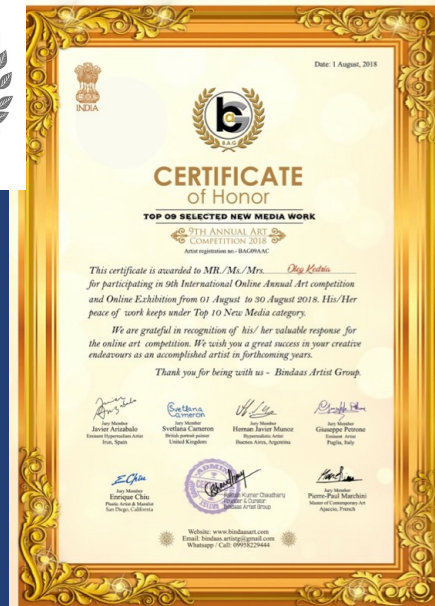 Date: 1 August, 2018
INDIA
B.A.G
CERTIFICATE
of Honor
TOP 09 SELECTED NEW MEDIA WORK
9TH ANNUAL ART
COMPETITION 2018
Artist registration no:- BAG09AAC
This certificate is awarded to MR./Ms./Mrs. Oleg Kedria
for participating in 9th International Online Annual Art competition
and Online Exhibition from 01 August to 30 August 2018. His/Her
peace of work keeps under Top 10 New Media category.
We are grateful in recognition of his/ her valuable response for
the online art competition. We wish you a great success in your creative
endeavours as an accomplished artist in forthcoming years.
Thank you for being with us - Bindaas Artist Group.
Jury Member
Javier Arizabalo
Eminent Hyperrealism Artist
Irun, Spain
Svetlana
Cameron
Jury Member
Svetlana Cameron
British portrait painter
United Kingdom
Jury Member
Hernan Javier Munoz
Hyperrealistic Artist
Buenos Aires, Argentina
Jury Member
Giuseppe Petrone
Eminent Artist
Puglia, Italy
E. Chiu
Jury Member
Enrique Chiu
Plastic Artist & Muralist
San Diego, California
Kumar Chaudhary
Founder & Curator
Bindaas Artist Group
Jury Member
Pierre-Paul Marchini
Master of Contemporary Art
Ajaccio, French
Website: www.bindaasart.com
Email: bindaas.artistg@gmail.com
Whatsapp / Call: 09958229444